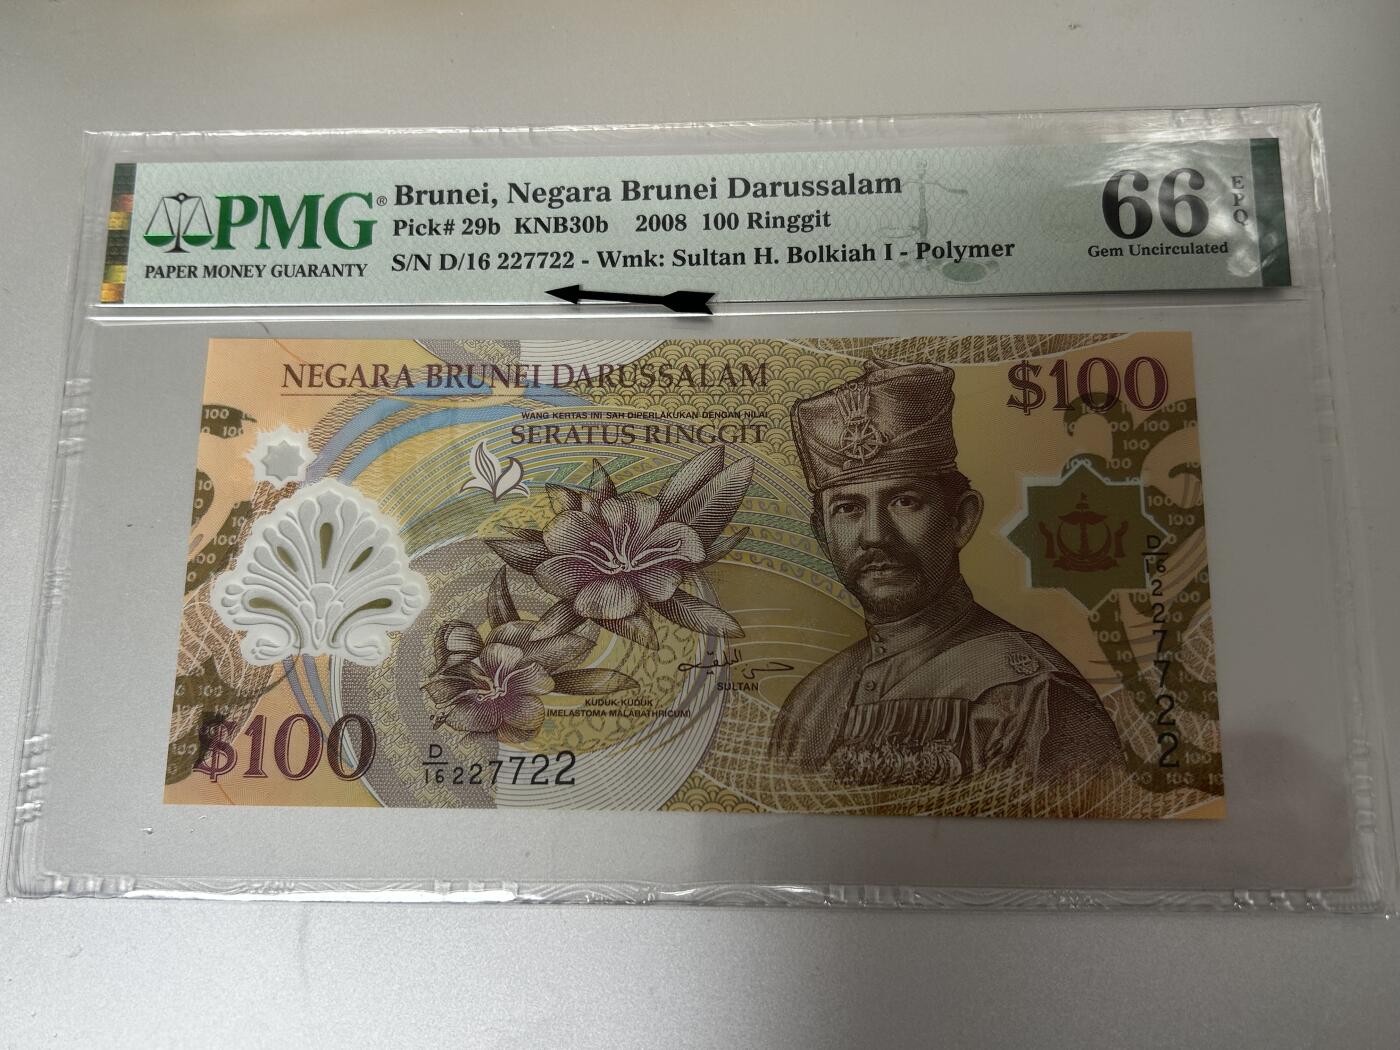 PMG®
PAPER MONEY GUARANTY
Brunei, Negara Brunei Darussalam
Pick# 29b KNB30b 2008 100 Ringgit
S/N D/16 227722 - Wmk: Sultan H. Bolkiah I - Polymer
66
EPQ
Gem Uncirculated
NEGARA BRUNEI DARUSSALAM
$100
WANG KERTAS INI SAH DIPERLAKUKAN DENGAN NILAI
SERATUS RINGGIT
D/16 227722
SULTAN
KUDUK-KUDUK
(MELASTOMA MALABATHRICUM)
$100
D/16 227722